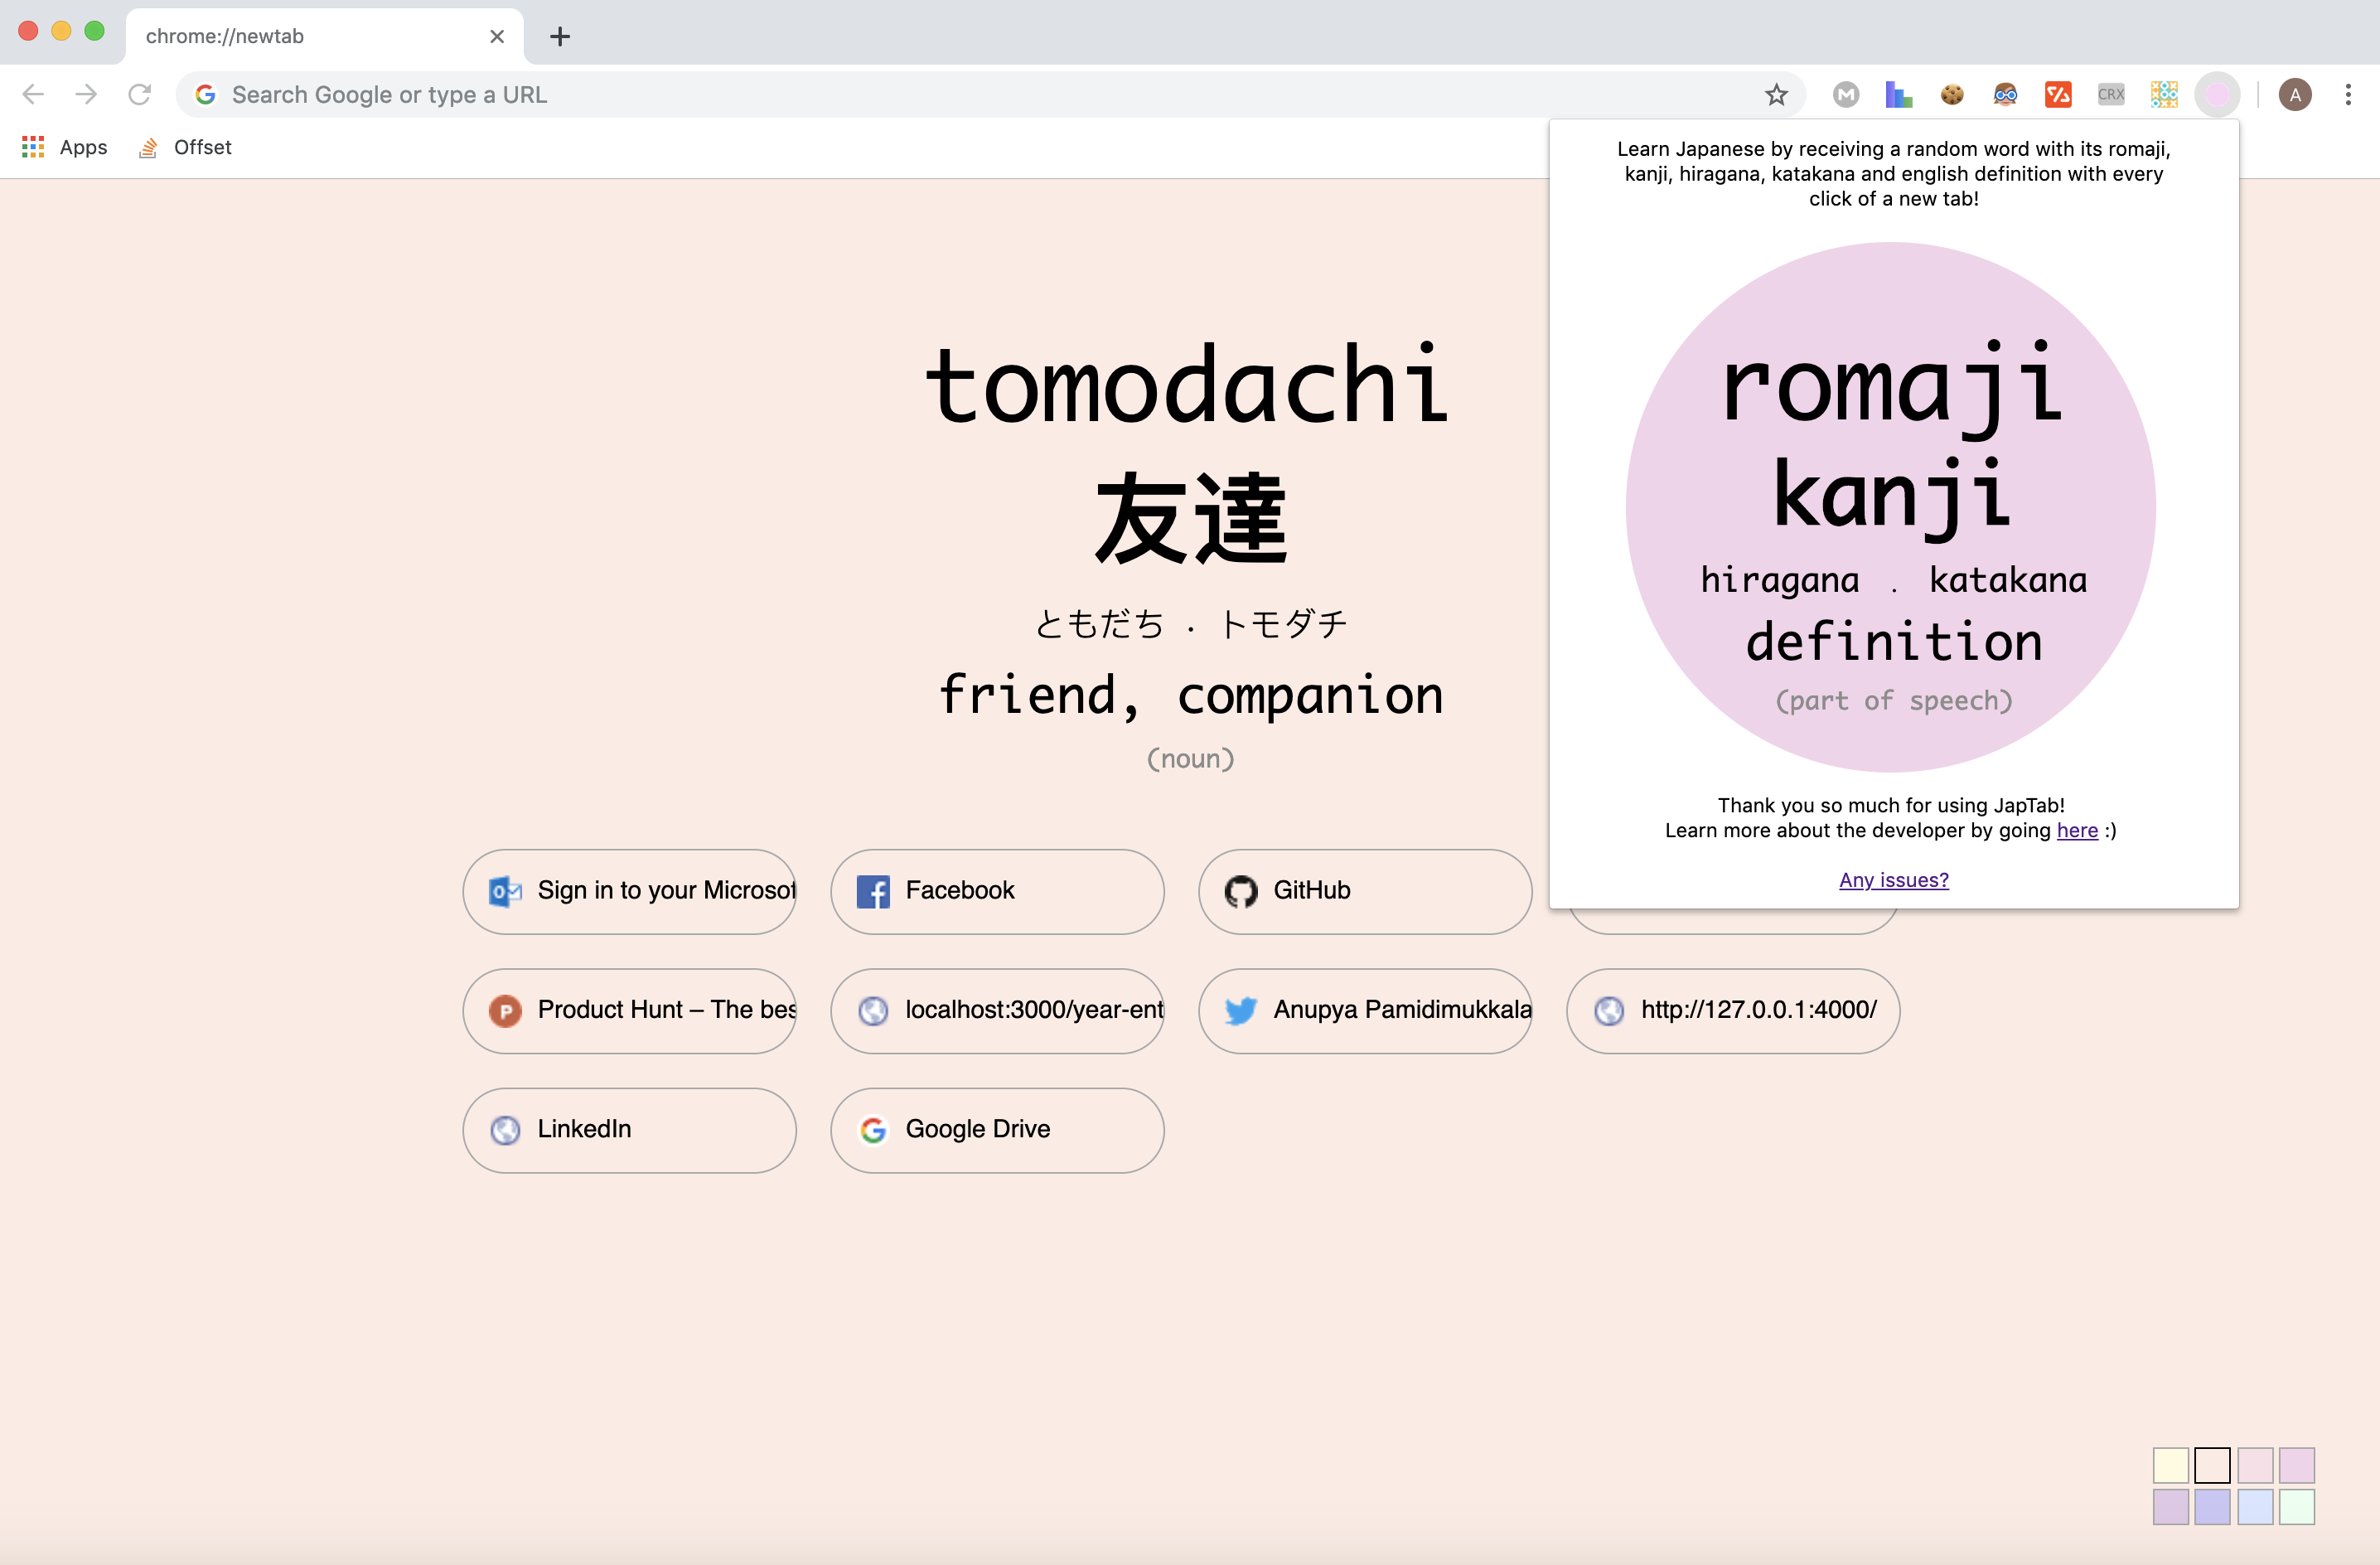 chrome://newtab
Search Google or type a URL
CRX
A
Apps
Offset
Learn Japanese by receiving a random word with its romaji,
kanji, hiragana, katakana and english definition with every
click of a new tab!
romaji
kanji
hiragana . katakana
definition
(part of speech)
Thank you so much for using JapTab!
Learn more about the developer by going here :)
Any issues?
tomodachi
友達
ともだち . トモダチ
friend, companion
(noun)
Sign in to your Microsof
Facebook
GitHub
Product Hunt – The bes
localhost:3000/year-ent
Anupya Pamidimukkala
http://127.0.0.1:4000/
LinkedIn
Google Drive